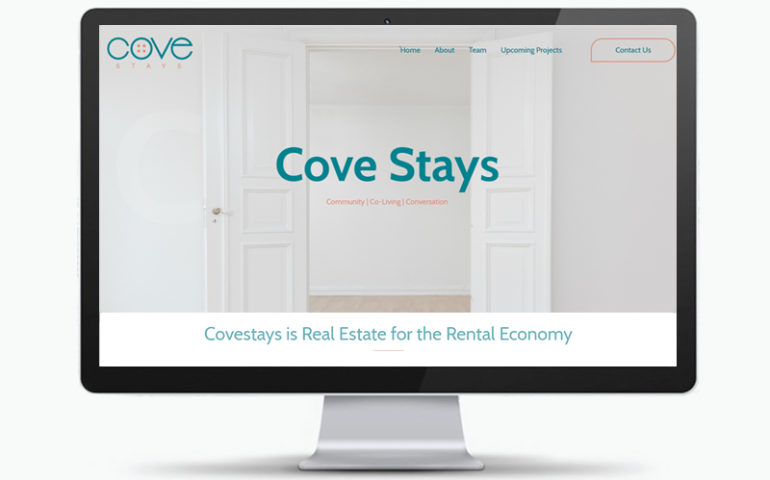 cove
STAYS
Home About Team Upcoming Projects Contact Us
Cove Stays
Community | Co-Living | Conversation
Covestays is Real Estate for the Rental Economy